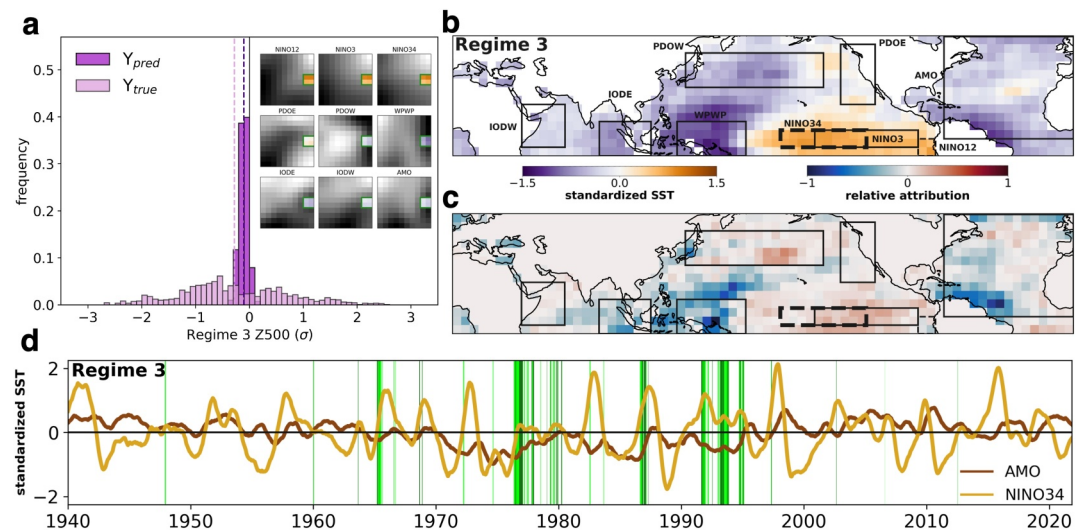 a
Y_pred
Y_true
frequency
0.5
0.4
0.3
0.2
0.1
0.0
−3 −2 −1 0 1 2 3
Regime 3 Z500 (σ)
NINO12 NINO3 NINO34
PDOE PDOW WPWP
IODE IODW AMO
b
Regime 3
PDOW
PDOE
AMO
IODE
IODW
WPWP
NINO34
NINO3
NINO12
−1.5 0.0 1.5
standardized SST
−1 0 1
relative attribution
c
d
Regime 3
standardized SST
2
0
−2
AMO
NINO34
1940 1950 1960 1970 1980 1990 2000 2010 2020